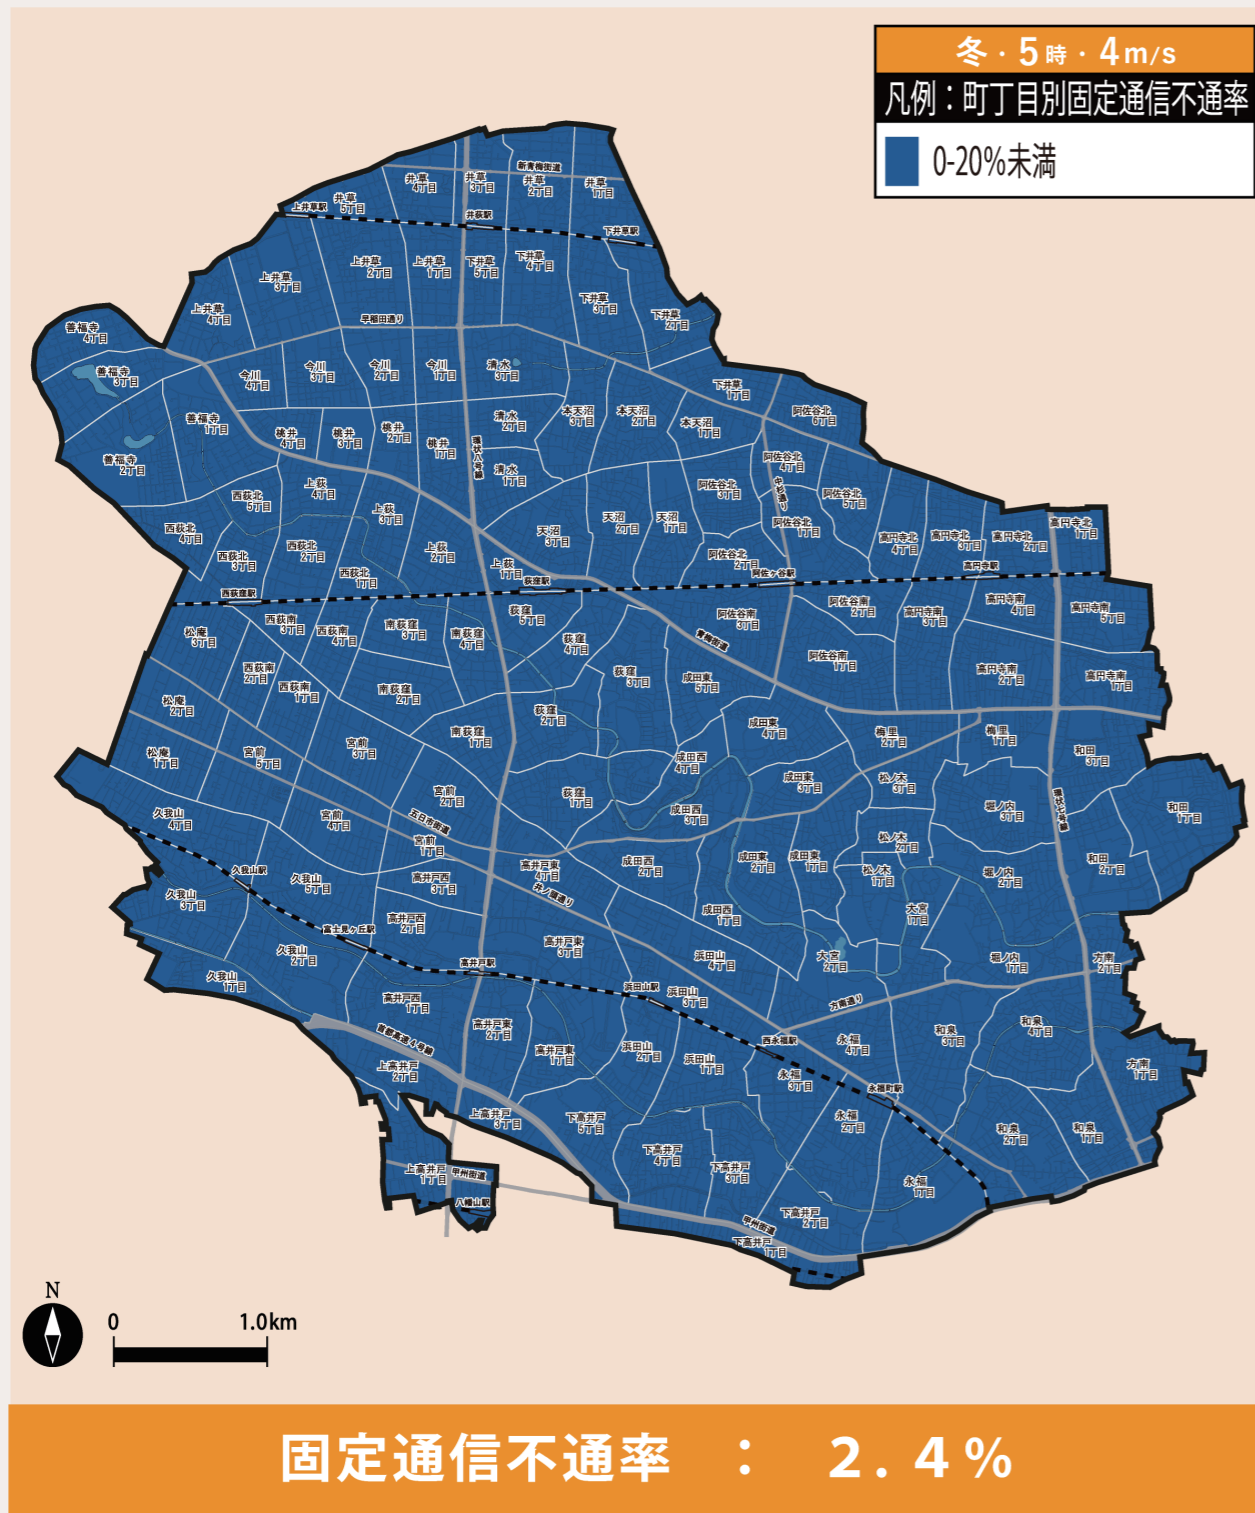 冬・5時・4m/s
凡例：町丁目別固定通信不通率
0-20%未満
新青梅街道
井草
4丁目
井草
3丁目
井草
2丁目
井草
1丁目
井草
5丁目
上井草駅
井荻駅
下井草駅
上井草
3丁目
上井草
2丁目
上井草
1丁目
下井草
5丁目
下井草
4丁目
上井草
4丁目
下井草
3丁目
下井草
2丁目
早稲田通り
善福寺
4丁目
善福寺
3丁目
今川
4丁目
今川
3丁目
今川
2丁目
今川
1丁目
清水
3丁目
下井草
1丁目
善福寺
1丁目
桃井
4丁目
桃井
3丁目
桃井
2丁目
桃井
1丁目
清水
2丁目
本天沼
3丁目
本天沼
2丁目
本天沼
1丁目
阿佐谷北
6丁目
善福寺
2丁目
環状八号線
清水
1丁目
阿佐谷北
4丁目
中杉通り
西荻北
5丁目
上荻
4丁目
上荻
3丁目
阿佐谷北
3丁目
阿佐谷北
5丁目
西荻北
4丁目
西荻北
3丁目
西荻北
2丁目
西荻北
1丁目
上荻
2丁目
上荻
1丁目
天沼
3丁目
天沼
2丁目
天沼
1丁目
阿佐谷北
2丁目
阿佐谷北
1丁目
高円寺北
4丁目
高円寺北
3丁目
高円寺北
2丁目
高円寺北
1丁目
西荻窪駅
荻窪駅
阿佐ヶ谷駅
高円寺駅
松庵
3丁目
西荻南
3丁目
西荻南
4丁目
南荻窪
3丁目
南荻窪
4丁目
荻窪
5丁目
荻窪
4丁目
阿佐谷南
3丁目
阿佐谷南
2丁目
高円寺南
3丁目
高円寺南
4丁目
高円寺南
5丁目
青梅街道
西荻南
2丁目
西荻南
1丁目
南荻窪
2丁目
荻窪
3丁目
成田東
5丁目
阿佐谷南
1丁目
高円寺南
2丁目
高円寺南
1丁目
松庵
2丁目
荻窪
2丁目
南荻窪
1丁目
成田東
4丁目
梅里
2丁目
梅里
1丁目
松庵
1丁目
宮前
5丁目
宮前
3丁目
成田西
4丁目
成田東
3丁目
松ノ木
3丁目
和田
3丁目
宮前
2丁目
荻窪
1丁目
成田西
3丁目
堀ノ内
3丁目
環状七号線
和田
1丁目
久我山
4丁目
宮前
4丁目
五日市街道
宮前
1丁目
松ノ木
2丁目
久我山駅
久我山
5丁目
高井戸西
3丁目
高井戸東
4丁目
成田西
2丁目
成田東
2丁目
成田東
1丁目
松ノ木
1丁目
堀ノ内
2丁目
和田
2丁目
久我山
3丁目
井ノ頭通り
成田西
1丁目
大宮
1丁目
高井戸西
2丁目
富士見ヶ丘駅
久我山
2丁目
高井戸東
3丁目
浜田山
4丁目
大宮
2丁目
堀ノ内
1丁目
方南
2丁目
高井戸駅
久我山
1丁目
高井戸西
1丁目
浜田山駅
浜田山
3丁目
方南通り
首都高速4号線
高井戸東
2丁目
高井戸東
1丁目
浜田山
2丁目
浜田山
1丁目
西永福駅
永福
4丁目
和泉
3丁目
和泉
4丁目
上高井戸
2丁目
永福
3丁目
永福町駅
方南
1丁目
上高井戸
3丁目
下高井戸
5丁目
永福
2丁目
和泉
2丁目
和泉
1丁目
下高井戸
4丁目
下高井戸
3丁目
上高井戸
1丁目
甲州街道
永福
1丁目
八幡山駅
甲州街道
下高井戸
2丁目
下高井戸
1丁目
N
0 1.0km
固定通信不通率 : 2.4%